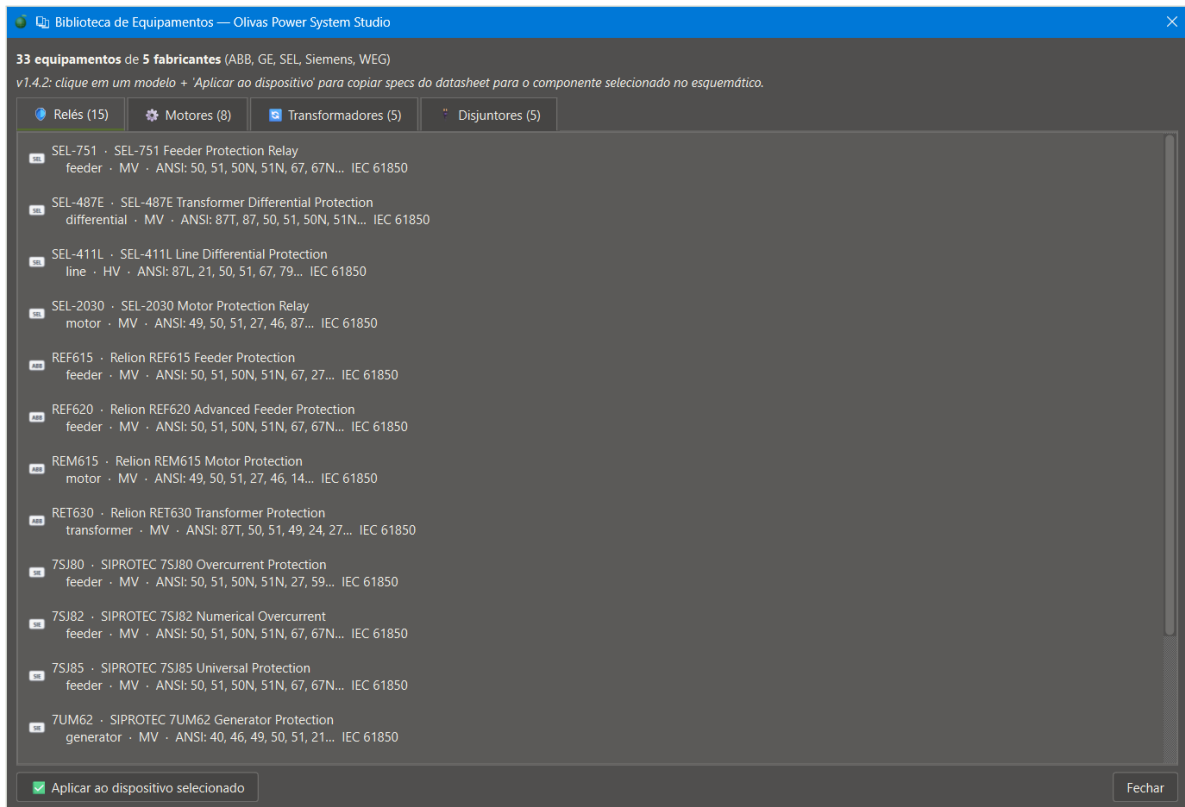 Biblioteca de Equipamentos — Olivas Power System Studio
33 equipamentos de 5 fabricantes (ABB, GE, SEL, Siemens, WEG)
v1.4.2: clique em um modelo + 'Aplicar ao dispositivo' para copiar specs do datasheet para o componente selecionado no esquemático.
Relés (15) Motores (8) Transformadores (5) Disjuntores (5)
SEL SEL-751 · SEL-751 Feeder Protection Relay
feeder · MV · ANSI: 50, 51, 50N, 51N, 67, 67N... IEC 61850
SEL SEL-487E · SEL-487E Transformer Differential Protection
differential · MV · ANSI: 87T, 87, 50, 51, 50N, 51N... IEC 61850
SEL SEL-411L · SEL-411L Line Differential Protection
line · HV · ANSI: 87L, 21, 50, 51, 67, 79... IEC 61850
SEL SEL-2030 · SEL-2030 Motor Protection Relay
motor · MV · ANSI: 49, 50, 51, 27, 46, 87... IEC 61850
ABB REF615 · Relion REF615 Feeder Protection
feeder · MV · ANSI: 50, 51, 50N, 51N, 67, 27... IEC 61850
ABB REF620 · Relion REF620 Advanced Feeder Protection
feeder · MV · ANSI: 50, 51, 50N, 51N, 67, 67N... IEC 61850
ABB REM615 · Relion REM615 Motor Protection
motor · MV · ANSI: 49, 50, 51, 27, 46, 14... IEC 61850
ABB RET630 · Relion RET630 Transformer Protection
transformer · MV · ANSI: 87T, 50, 51, 49, 24, 27... IEC 61850
SIE 7SJ80 · SIPROTEC 7SJ80 Overcurrent Protection
feeder · MV · ANSI: 50, 51, 50N, 51N, 27, 59... IEC 61850
SIE 7SJ82 · SIPROTEC 7SJ82 Numerical Overcurrent
feeder · MV · ANSI: 50, 51, 50N, 51N, 67, 67N... IEC 61850
SIE 7SJ85 · SIPROTEC 7SJ85 Universal Protection
feeder · MV · ANSI: 50, 51, 50N, 51N, 67, 67N... IEC 61850
SIE 7UM62 · SIPROTEC 7UM62 Generator Protection
generator · MV · ANSI: 40, 46, 49, 50, 51, 21... IEC 61850
Aplicar ao dispositivo selecionado Fechar